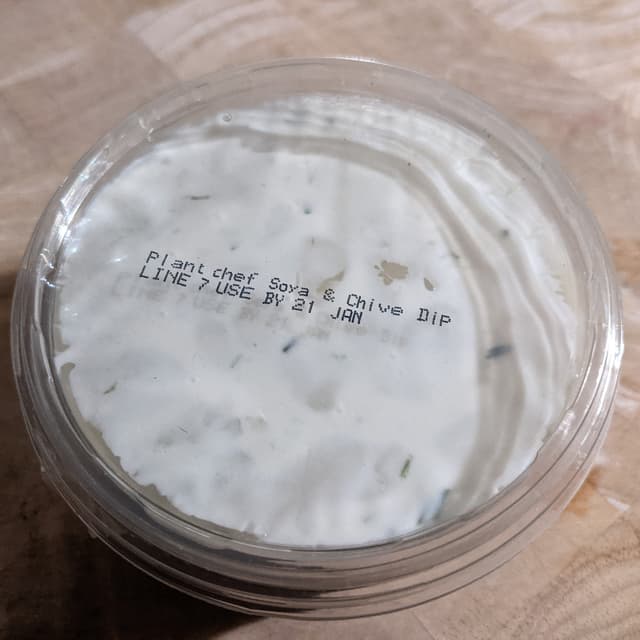 Plant chef Soya & Chive Dip
LINE 7 USE BY 21 JAN